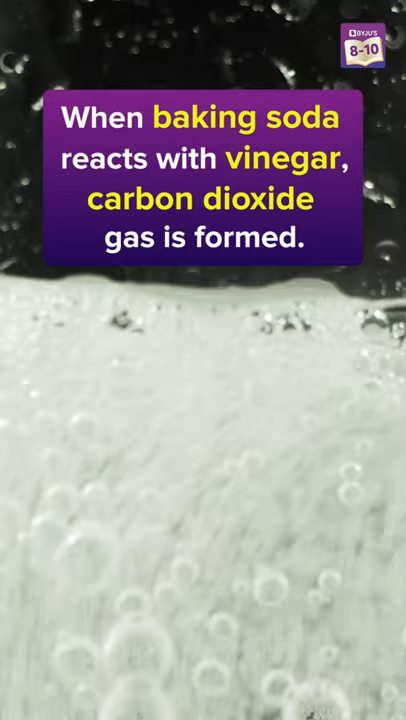 BYJU'S
8-10
When baking soda
reacts with vinegar,
carbon dioxide
gas is formed.